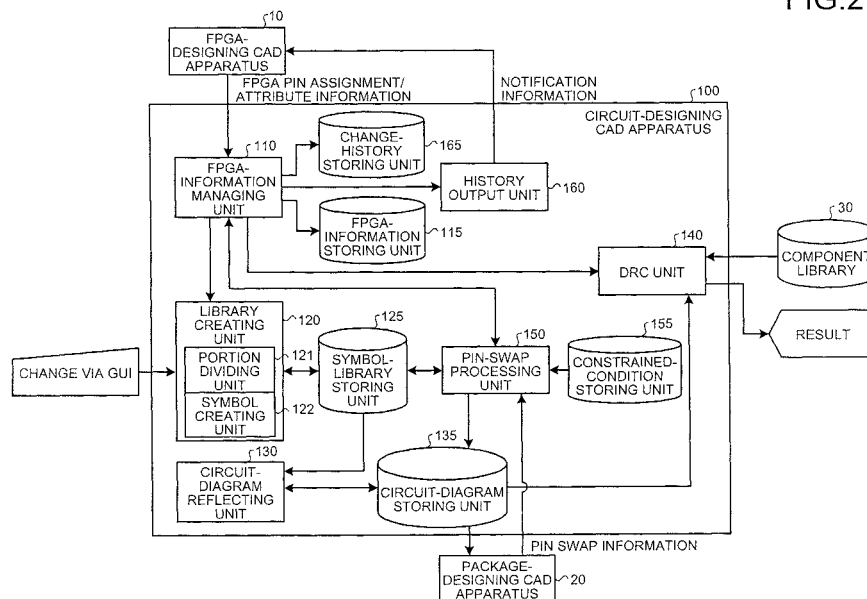 FIG.2
10
FPGA-
DESIGNING CAD
APPARATUS
FPGA PIN ASSIGNMENT/
ATTRIBUTE INFORMATION
NOTIFICATION
INFORMATION
100
CIRCUIT-DESIGNING
CAD APPARATUS
110
FPGA-
INFORMATION
MANAGING
UNIT
CHANGE-
HISTORY
STORING UNIT
165
HISTORY
OUTPUT UNIT
160
FPGA-
INFORMATION
STORING UNIT
115
140
DRC UNIT
30
COMPONENT
LIBRARY
RESULT
CHANGE VIA GUI
LIBRARY
CREATING
UNIT
120
PORTION
DIVIDING
UNIT
121
SYMBOL
CREATING
UNIT
122
125
SYMBOL-
LIBRARY
STORING
UNIT
150
PIN-SWAP
PROCESSING
UNIT
155
CONSTRAINED-
CONDITION
STORING UNIT
130
CIRCUIT-
DIAGRAM
REFLECTING
UNIT
135
CIRCUIT-DIAGRAM
STORING UNIT
PIN SWAP INFORMATION
PACKAGE-
DESIGNING CAD
APPARATUS
20